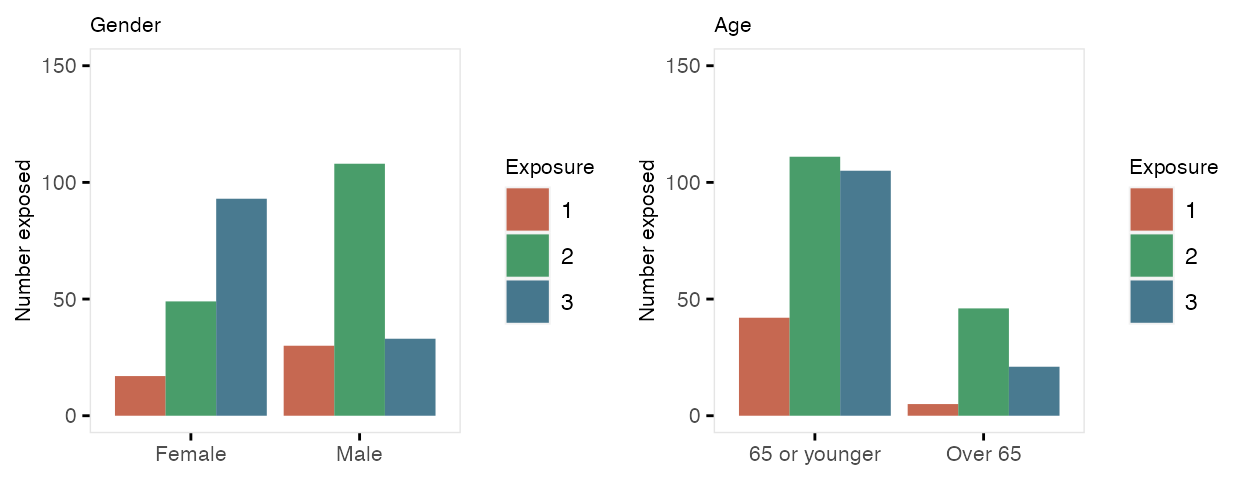 Gender
150
100
50
0
Number exposed
Female Male
Exposure
1
2
3
Age
150
100
50
0
Number exposed
65 or younger Over 65
Exposure
1
2
3